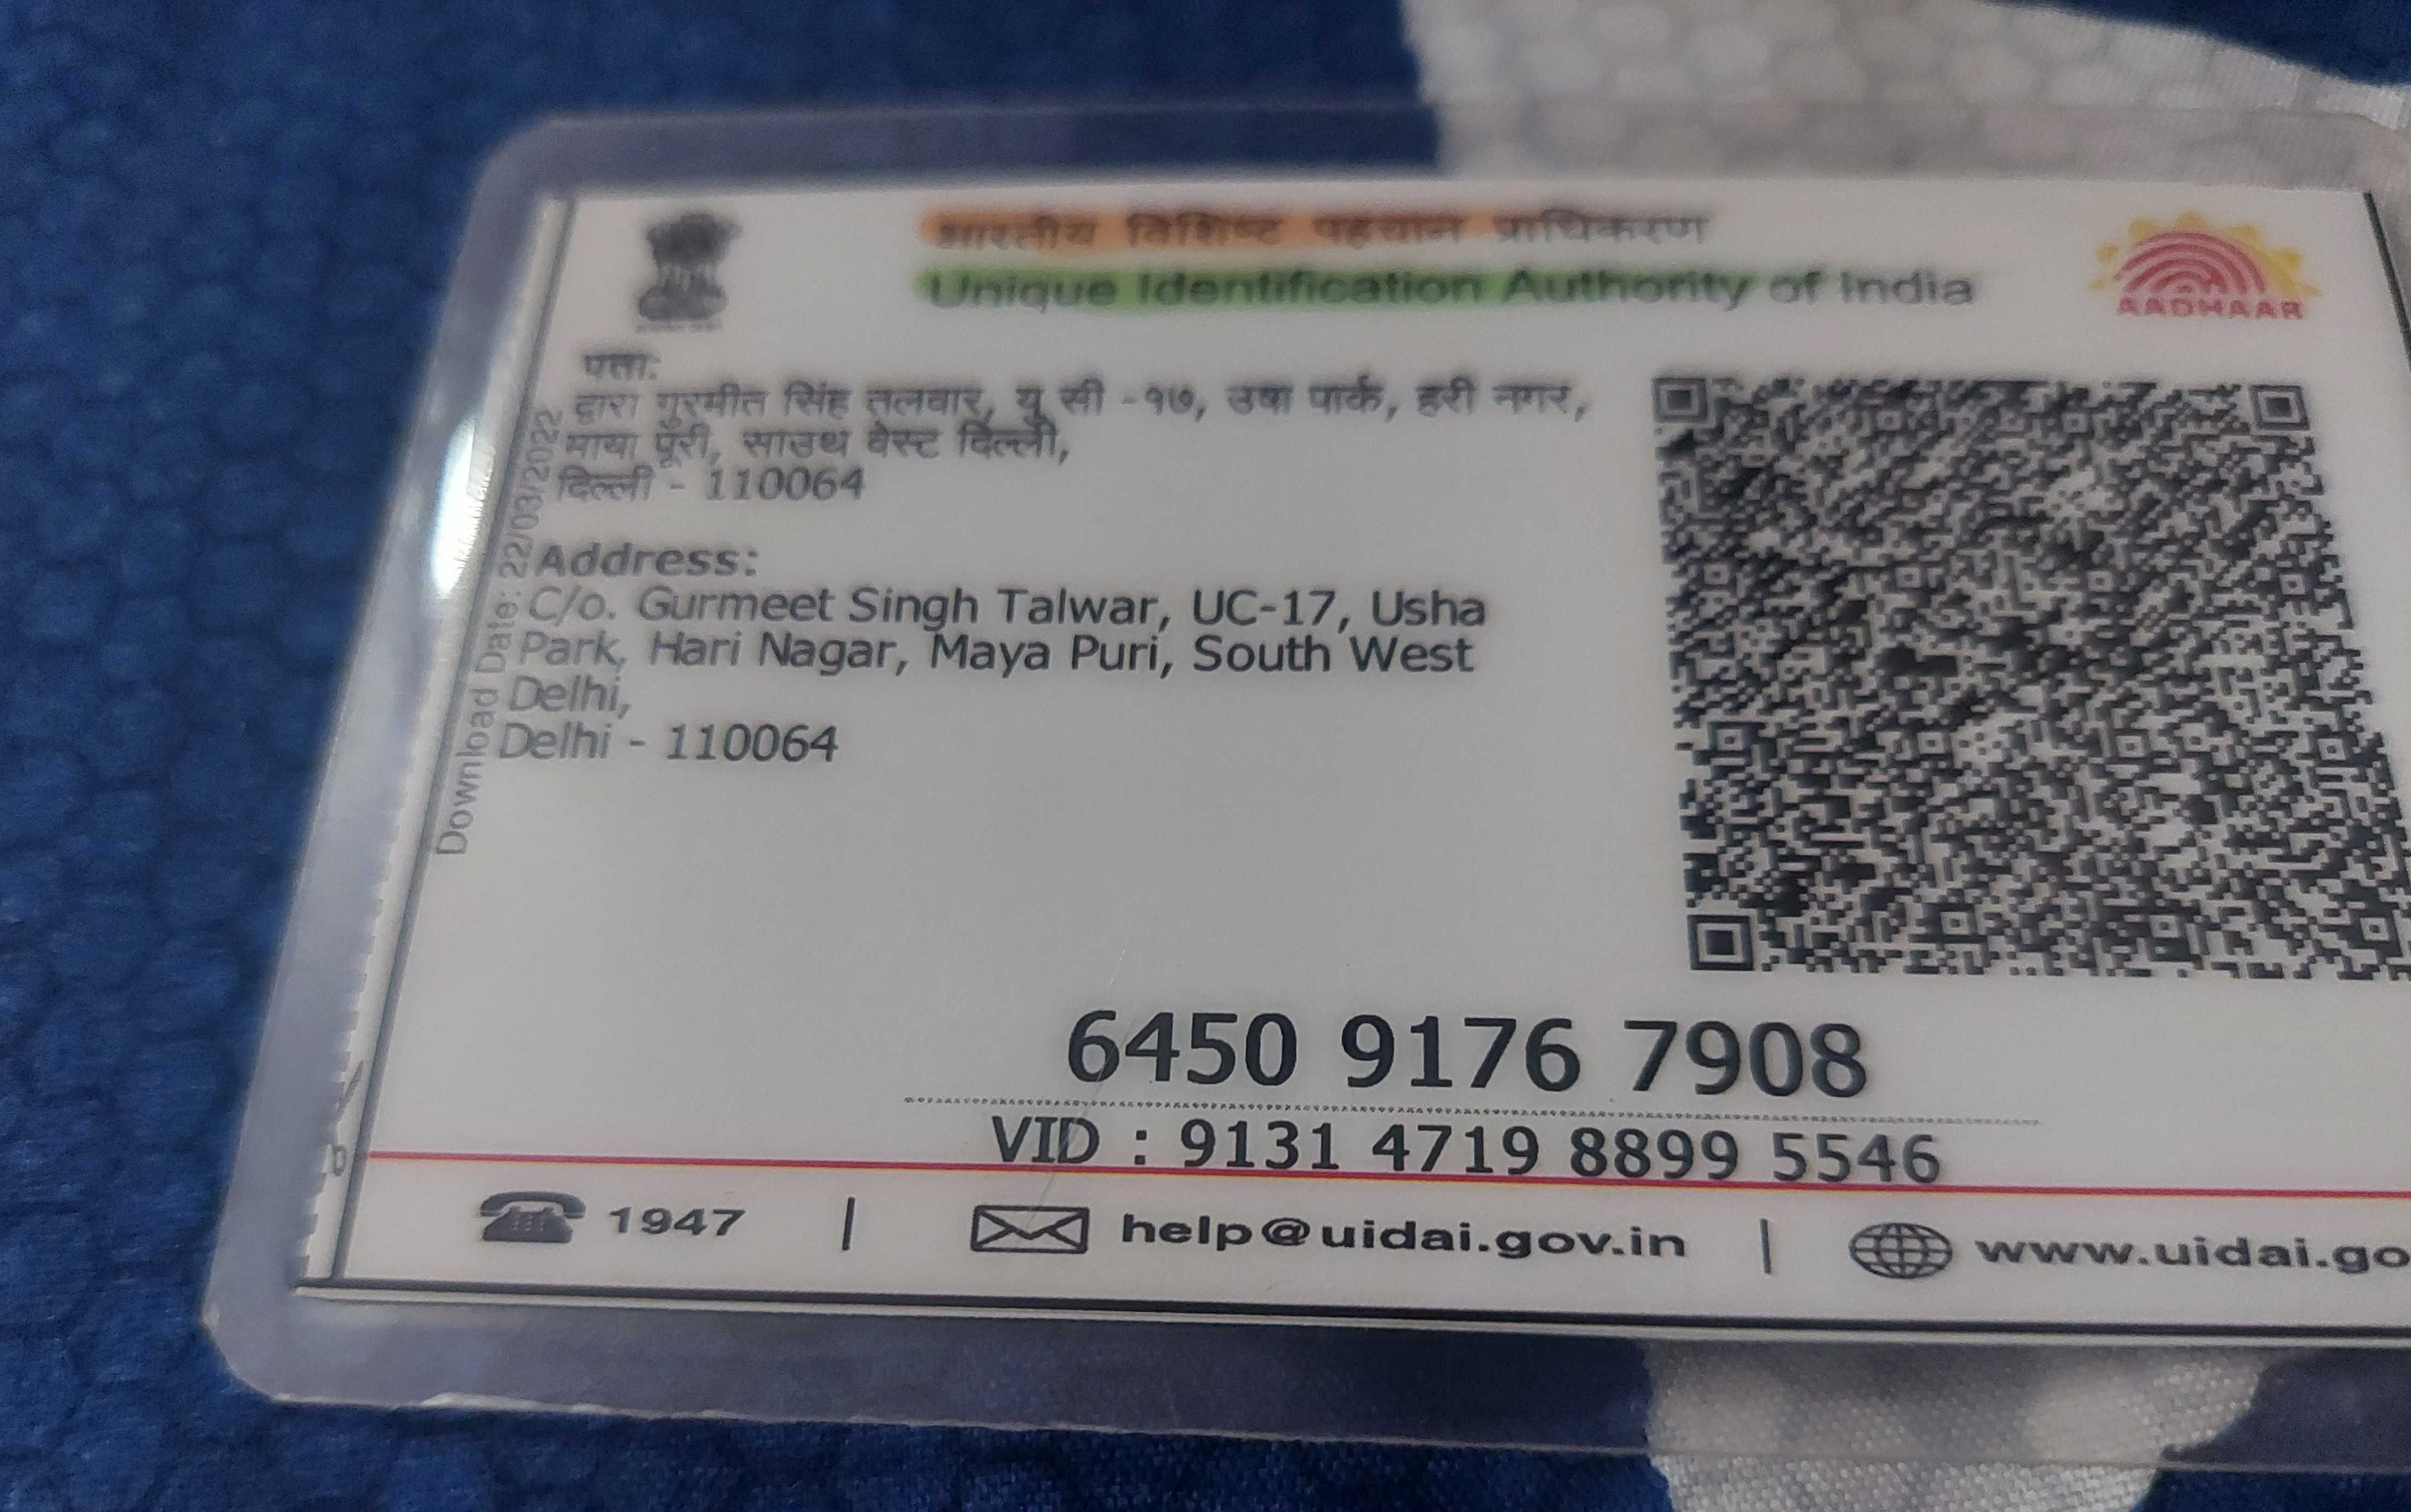 भारतीय विशिष्ट पहचान प्राधिकरण
Unique Identification Authority of India
AADHAAR
पता:
द्वारा गुरमीत सिंह तलवार, यू सी -१७, उषा पार्क, हरी नगर,
माया पूरी, साउथ वेस्ट दिल्ली,
दिल्ली - 110064
Download Date: 22/03/2022
Address:
C/o. Gurmeet Singh Talwar, UC-17, Usha
Park, Hari Nagar, Maya Puri, South West
Delhi,
Delhi - 110064
6450 9176 7908
VID : 9131 4719 8899 5546
1947 | help@uidai.gov.in | www.uidai.go